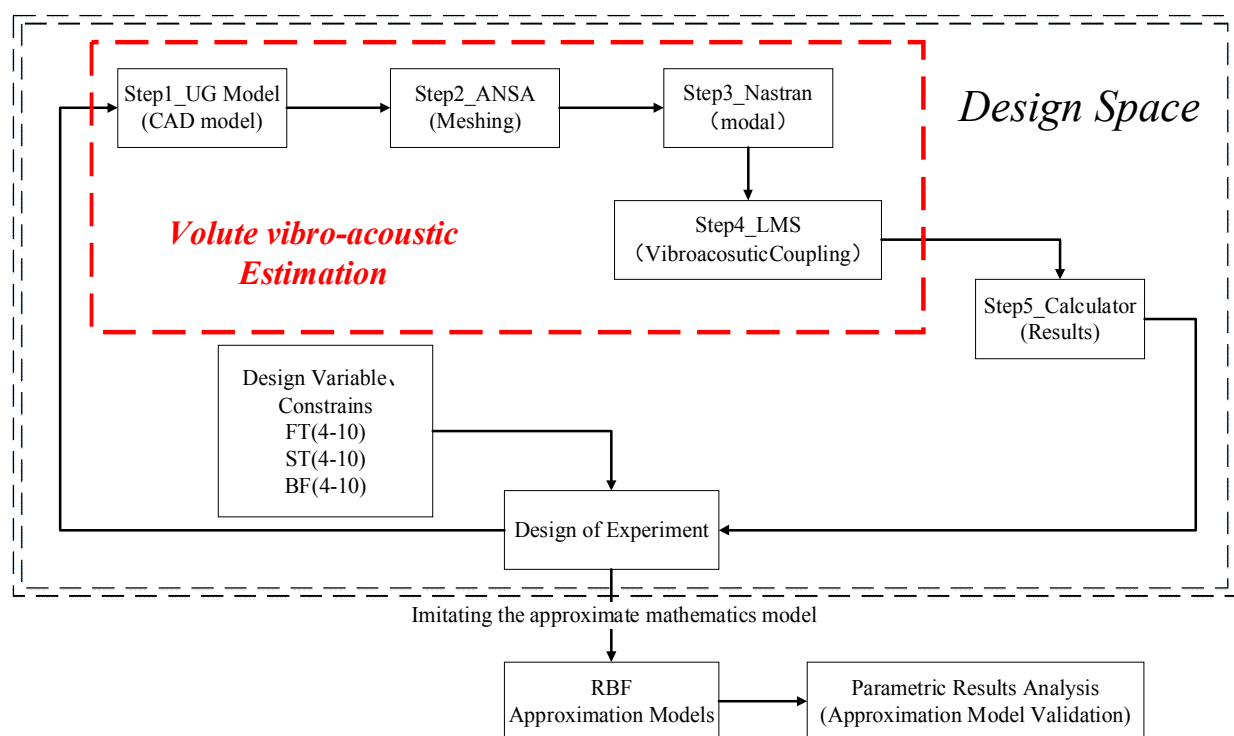 Step1_UG Model
(CAD model)
Step2_ANSA
(Meshing)
Step3_Nastran
（modal）
Design Space
Volute vibro-acoustic
Estimation
Step4_LMS
（VibroacosuticCoupling）
Step5_Calculator
(Results)
Design Variable、
Constrains
FT(4-10)
ST(4-10)
BF(4-10)
Design of Experiment
Imitating the approximate mathematics model
RBF
Approximation Models
Parametric Results Analysis
(Approximation Model Validation)